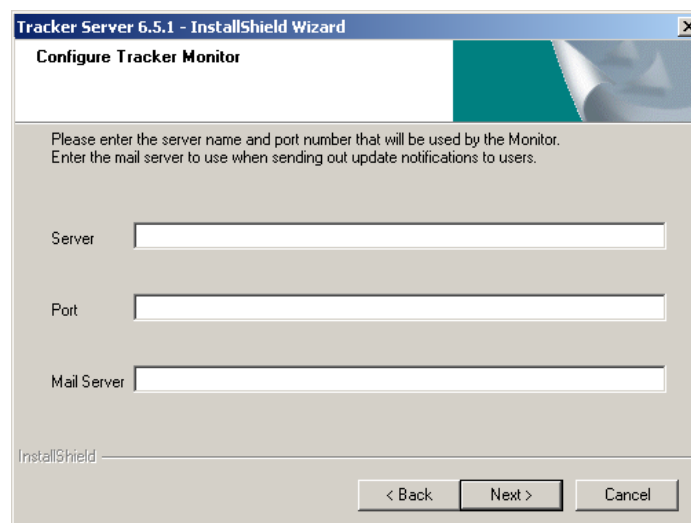 Tracker Server 6.5.1 - InstallShield Wizard
Configure Tracker Monitor
Please enter the server name and port number that will be used by the Monitor.
Enter the mail server to use when sending out update notifications to users.
Server
Port
Mail Server
InstallShield
< Back
Next >
Cancel